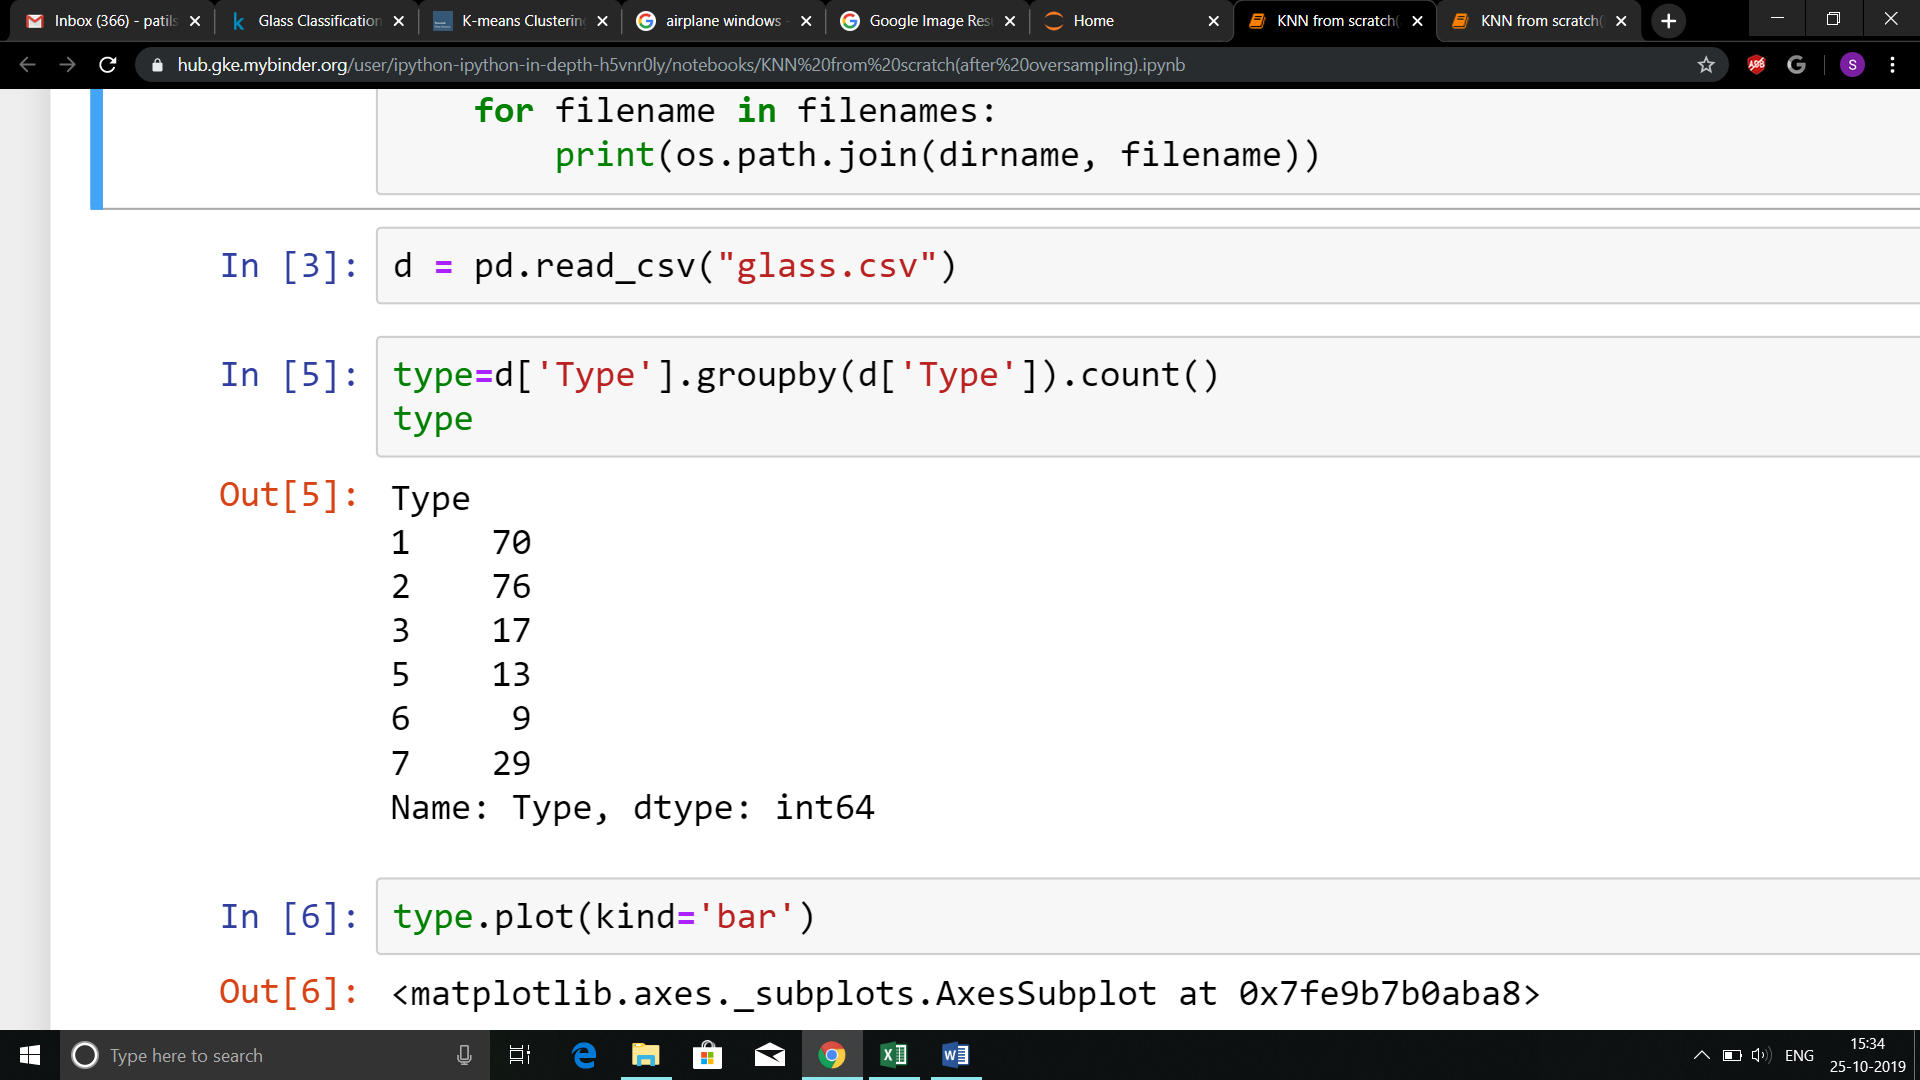 Inbox (366) - patils
Glass Classification
K-means Clusterin
airplane windows -
Google Image Res
Home
KNN from scratch(
KNN from scratch(
hub.gke.mybinder.org/user/ipython-ipython-in-depth-h5vnr0ly/notebooks/KNN%20from%20scratch(after%20oversampling).ipynb
for filename in filenames:
print(os.path.join(dirname, filename))
In [3]: d = pd.read_csv("glass.csv")
In [5]: type=d['Type'].groupby(d['Type']).count()
type
Out[5]: Type
1 70
2 76
3 17
5 13
6 9
7 29
Name: Type, dtype: int64
In [6]: type.plot(kind='bar')
Out[6]: <matplotlib.axes._subplots.AxesSubplot at 0x7fe9b7b0aba8>
Type here to search
ENG
15:34
25-10-2019